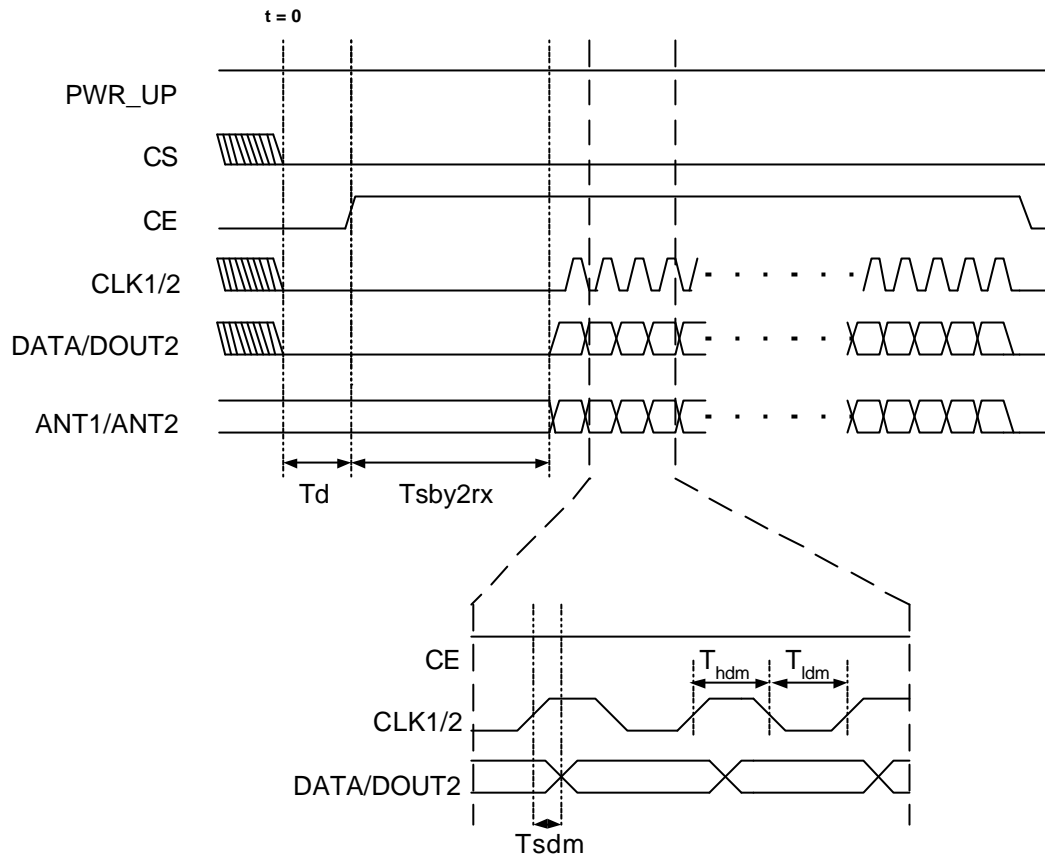 t = 0
PWR_UP
CS
CE
CLK1/2
DATA/DOUT2
ANT1/ANT2
Td
Tsby2rx
CE
T hdm
T ldm
CLK1/2
DATA/DOUT2
Tsdm